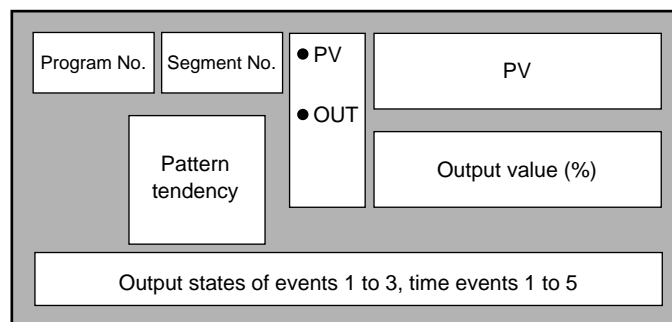 Program No.
Segment No.
● PV
● OUT
PV
Pattern
tendency
Output value (%)
Output states of events 1 to 3, time events 1 to 5